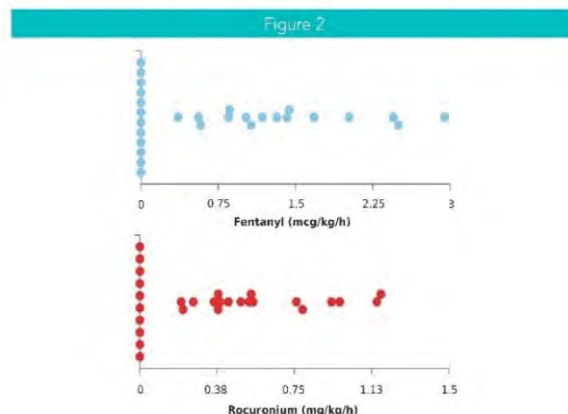 Figure 2
0 0.75 1.5 2.25 3
Fentanyl (mcg/kg/h)
0 0.38 0.75 1.13 1.5
Rocuronium (mg/kg/h)